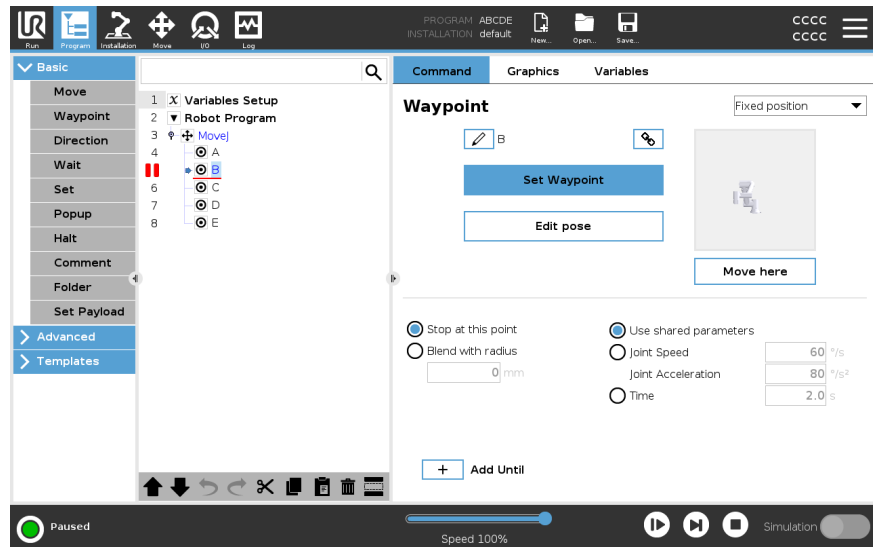 PROGRAM ABCDE
INSTALLATION default
UR
Run
Program
Installation
Move
I/O
Log
New...
Open...
Save...
CCCC
CCCC
Basic
Move
Waypoint
Direction
Wait
Set
Popup
Halt
Comment
Folder
Set Payload
Advanced
Templates
1 X Variables Setup
2 Robot Program
3 MoveJ
4 A
B
6 C
7 D
8 E
Command Graphics Variables
Waypoint
Fixed position
B
Set Waypoint
Edit pose
Move here
Stop at this point
Blend with radius
0 mm
Use shared parameters
Joint Speed 60 °/s
Joint Acceleration 80 °/s²
Time 2.0 s
+ Add Until
Paused
Speed 100%
Simulation